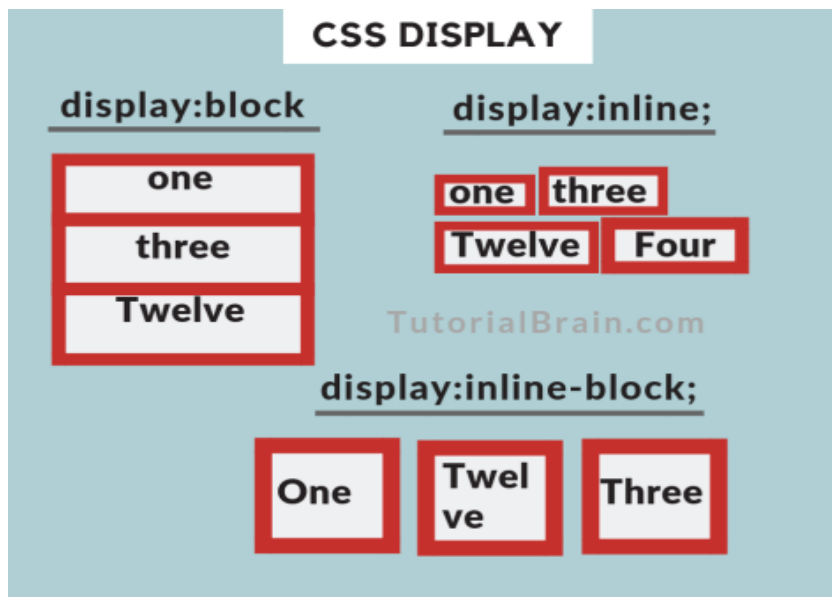 CSS DISPLAY
display:block
one
three
Twelve
display:inline;
one three
Twelve Four
TutorialBrain.com
display:inline-block;
One
Twel
ve
Three